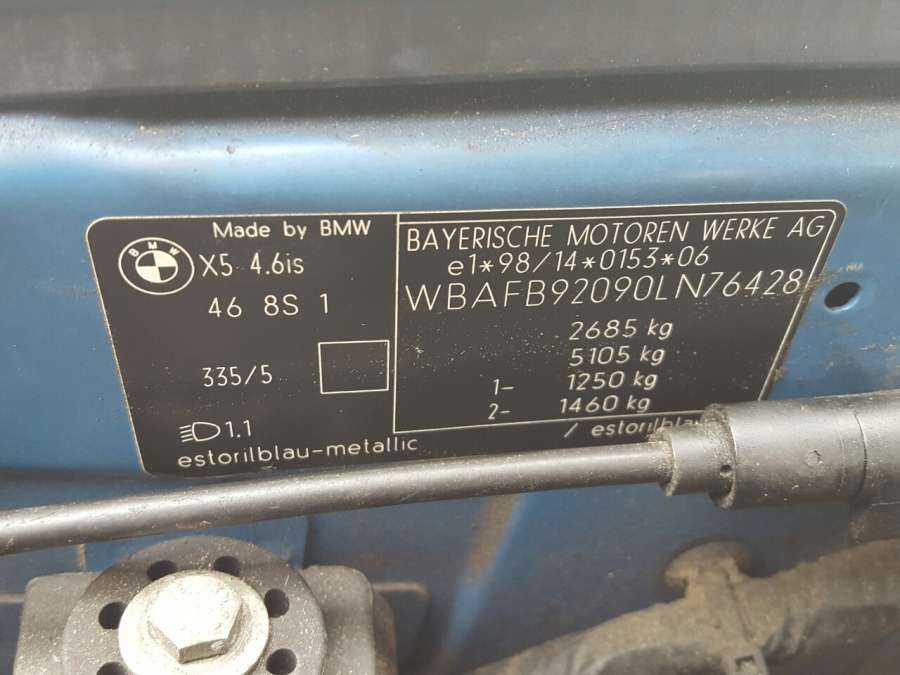 BMW
Made by BMW
X5 4.6is
46 8S 1
335/5
1.1
estorilblau-metallic
BAYERISCHE MOTOREN WERKE AG
e1*98/14*0153*06
WBAFB92090LN76428
2685 kg
5105 kg
1- 1250 kg
2- 1460 kg
/